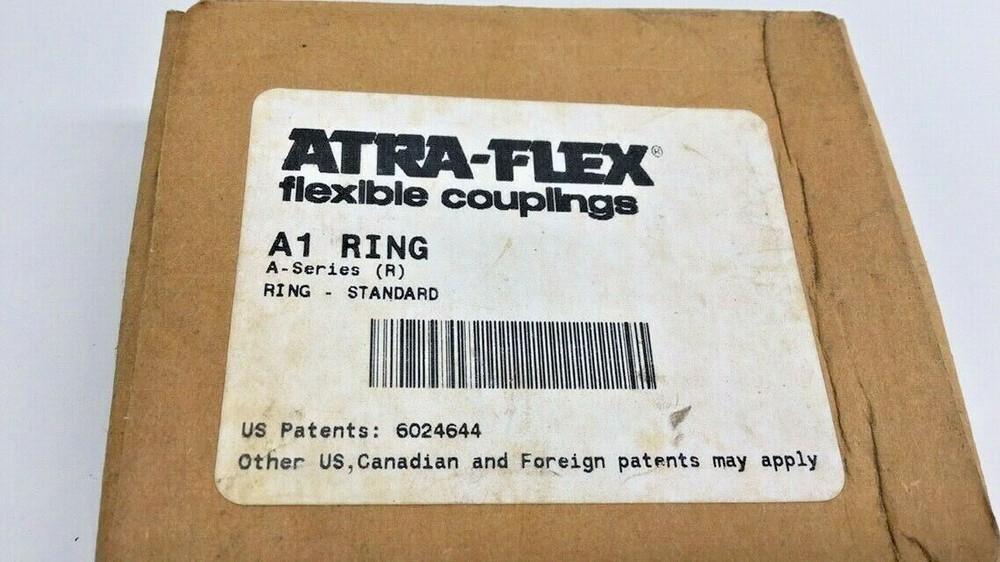 ATRA-FLEX®
flexible couplings
A1 RING
A-Series (R)
RING - STANDARD
US Patents: 6024644
Other US,Canadian and Foreign patents may apply